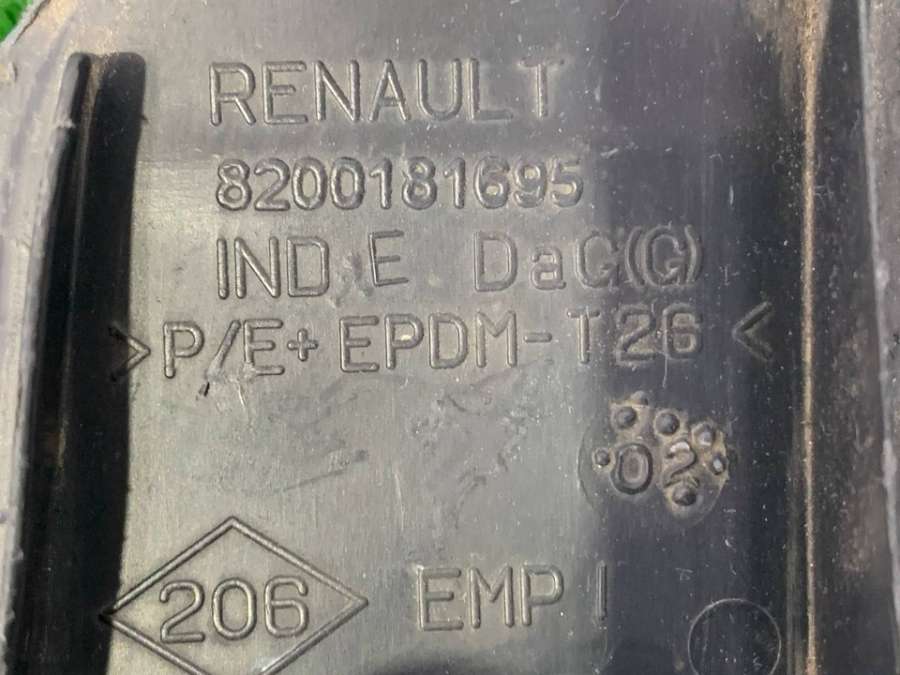 RENAULT
8200181695
IND E DaG(G)
>P/E+EPDM-T26<
02
206
EMP I